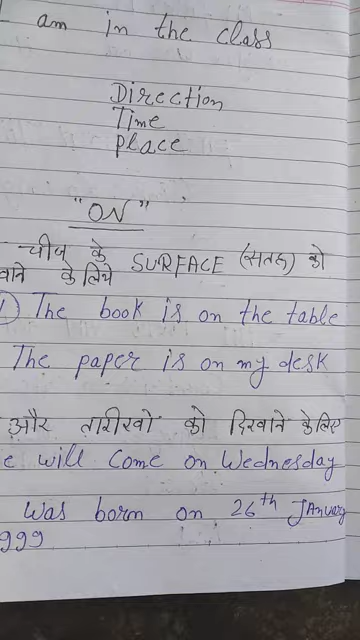 am in the class
Direction
Time
Place
"ON"
चीज के SURFACE (सतह) को
के लिये
1) The book is on the table
The paper is on my desk
और तारीखो को दिखाने के लिए
will come on Wednesday
was born on 26th JANuary
999